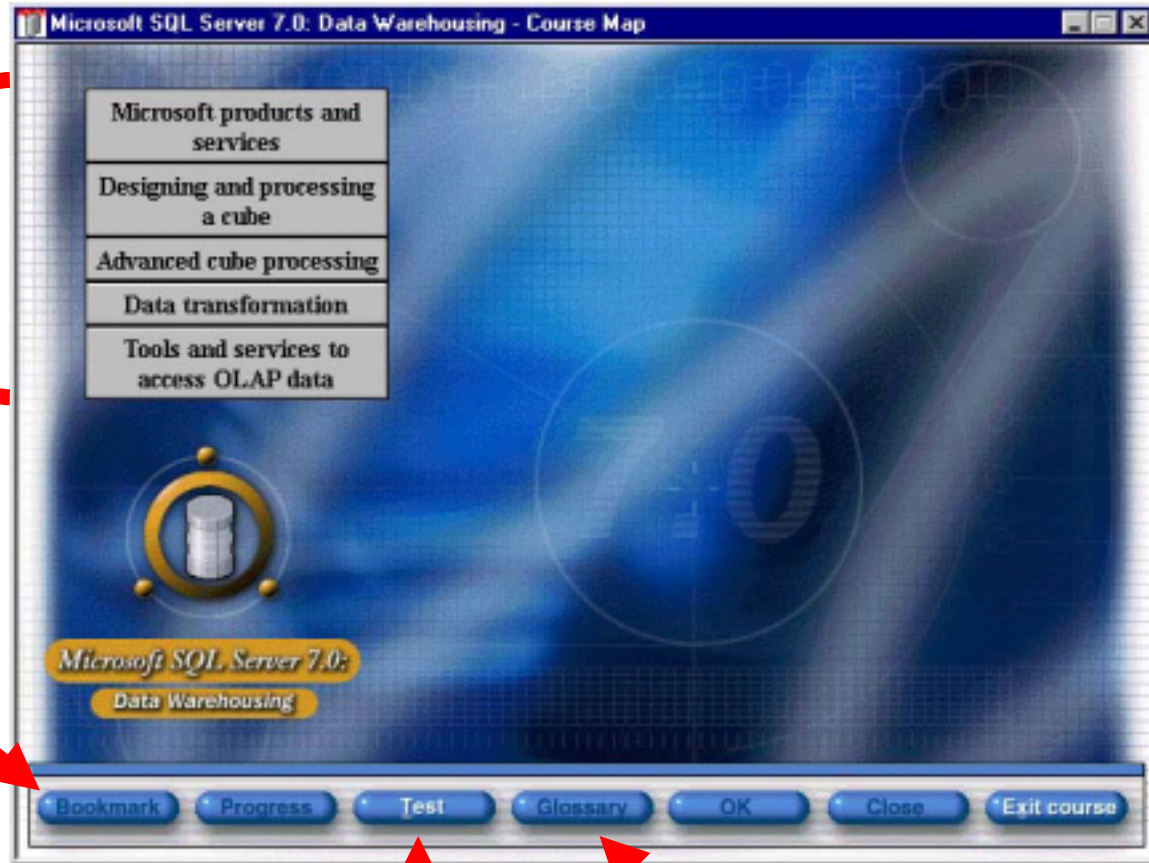 Microsoft SQL Server 7.0: Data Warehousing - Course Map
Microsoft products and
services
Designing and processing
a cube
Advanced cube processing
Data transformation
Tools and services to
access OLAP data
7.0
Microsoft SQL Server 7.0:
Data Warehousing
Bookmark Progress Test Glossary OK Close Exit course